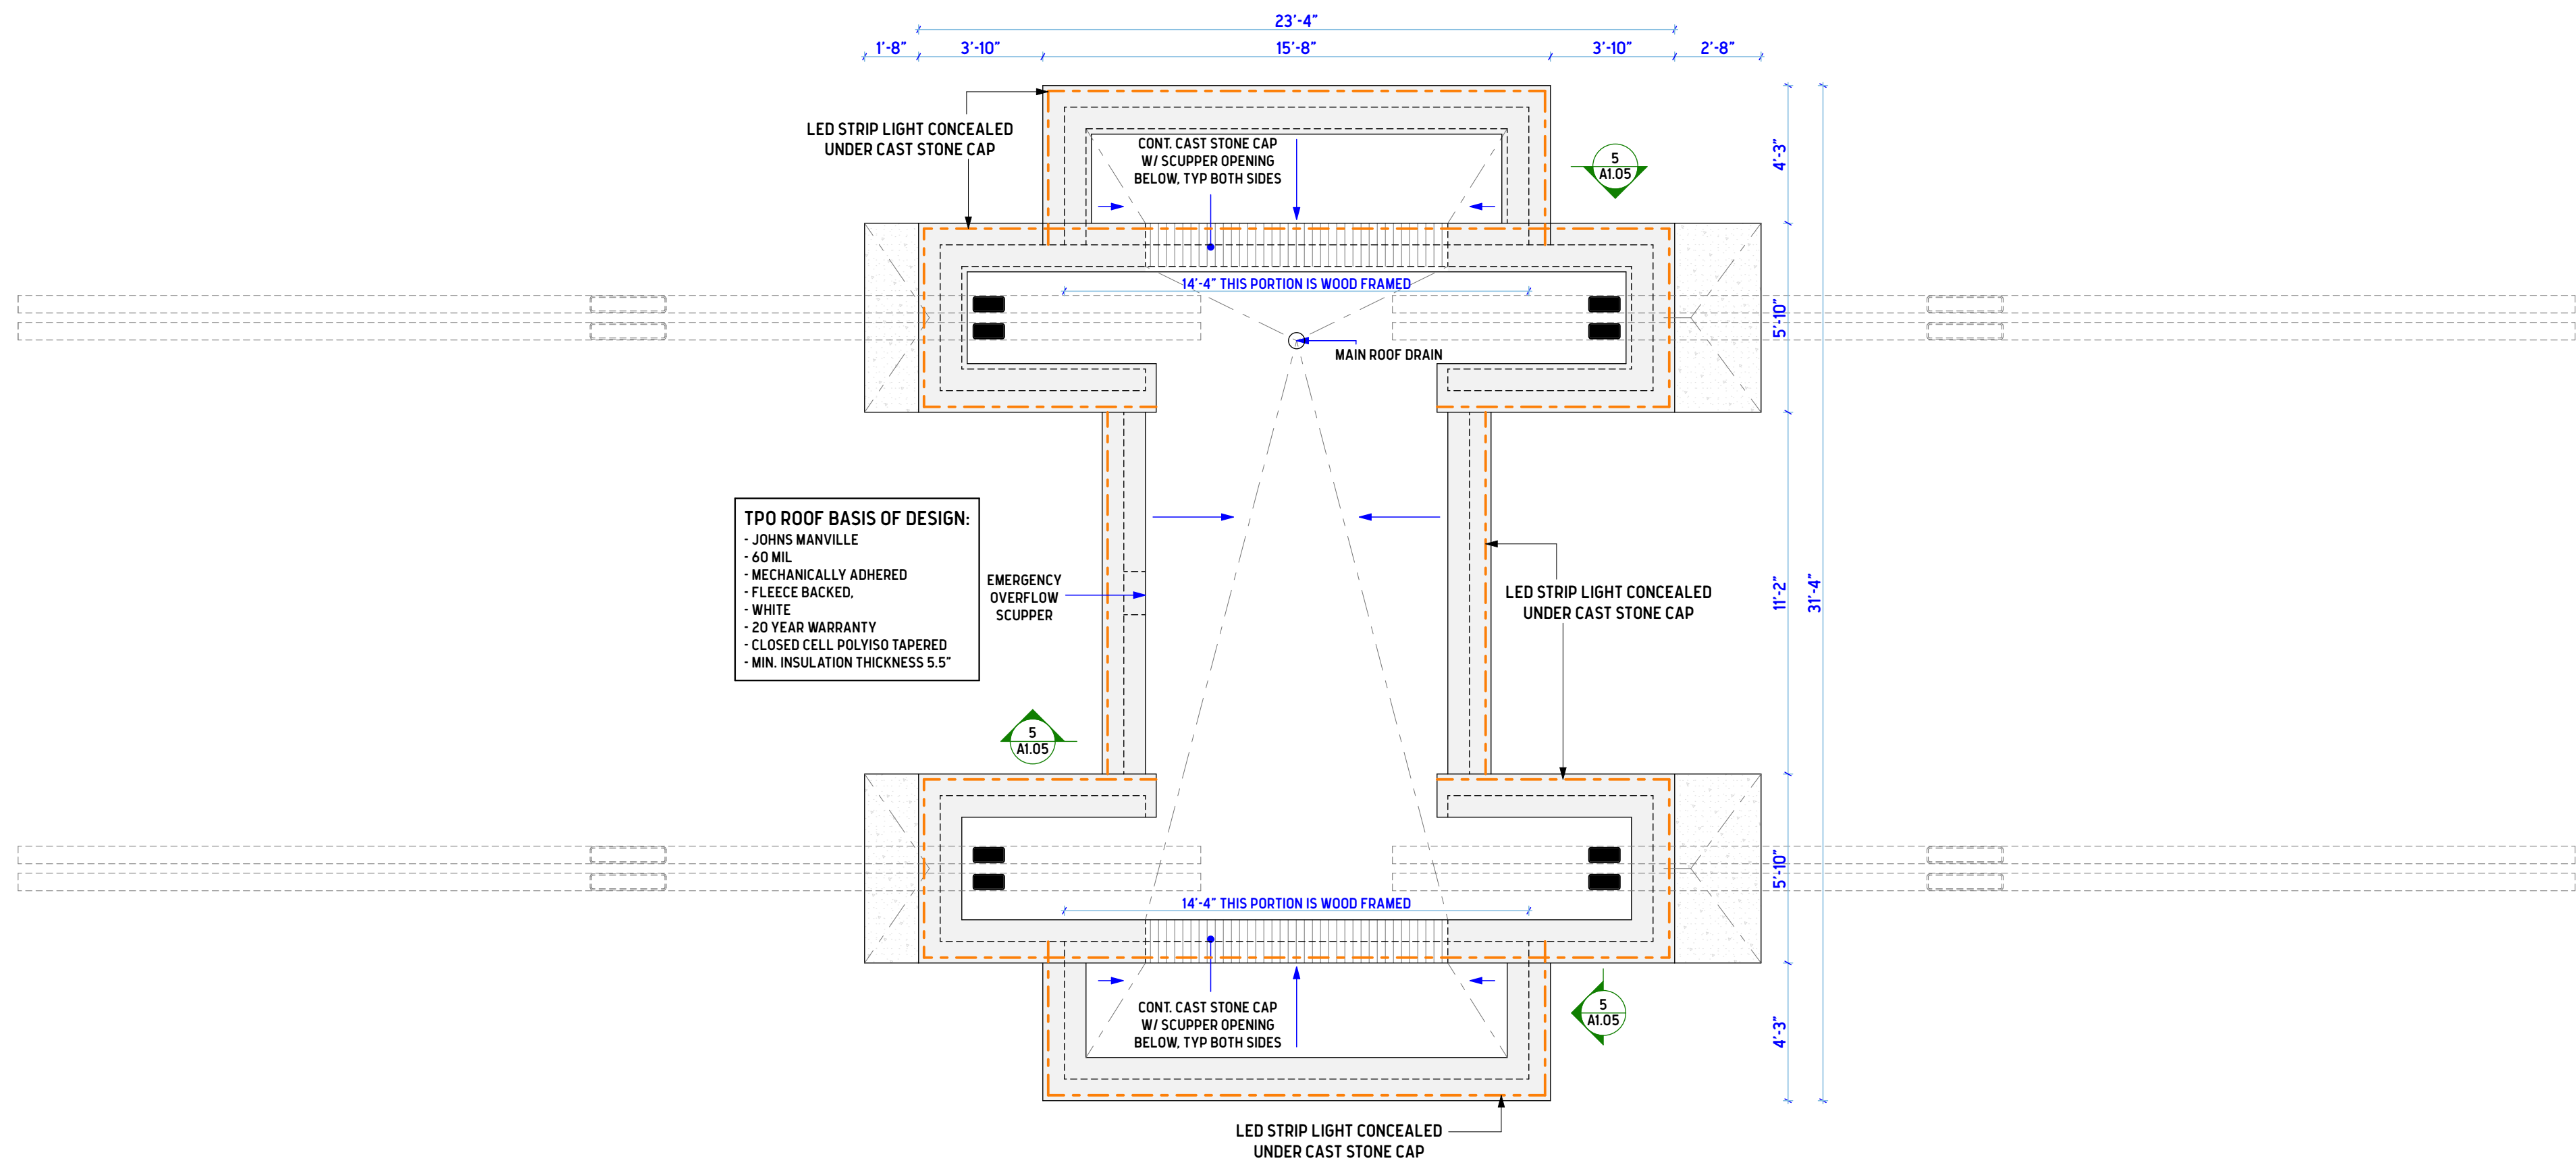 23'-4"
1'-8"
3'-10"
15'-8"
3'-10"
2'-8"
LED STRIP LIGHT CONCEALED
UNDER CAST STONE CAP
CONT. CAST STONE CAP
W/ SCUPPER OPENING
BELOW, TYP BOTH SIDES
5
A1.05
4'-3"
14'-4" THIS PORTION IS WOOD FRAMED
5'-10"
MAIN ROOF DRAIN
TPO ROOF BASIS OF DESIGN:
- JOHNS MANVILLE
- 60 MIL
- MECHANICALLY ADHERED
- FLEECE BACKED,
- WHITE
- 20 YEAR WARRANTY
- CLOSED CELL POLYISO TAPERED
- MIN. INSULATION THICKNESS 5.5"
EMERGENCY
OVERFLOW
SCUPPER
LED STRIP LIGHT CONCEALED
UNDER CAST STONE CAP
11'-2"
31'-4"
5
A1.05
5'-10"
14'-4" THIS PORTION IS WOOD FRAMED
CONT. CAST STONE CAP
W/ SCUPPER OPENING
BELOW, TYP BOTH SIDES
5
A1.05
4'-3"
LED STRIP LIGHT CONCEALED
UNDER CAST STONE CAP